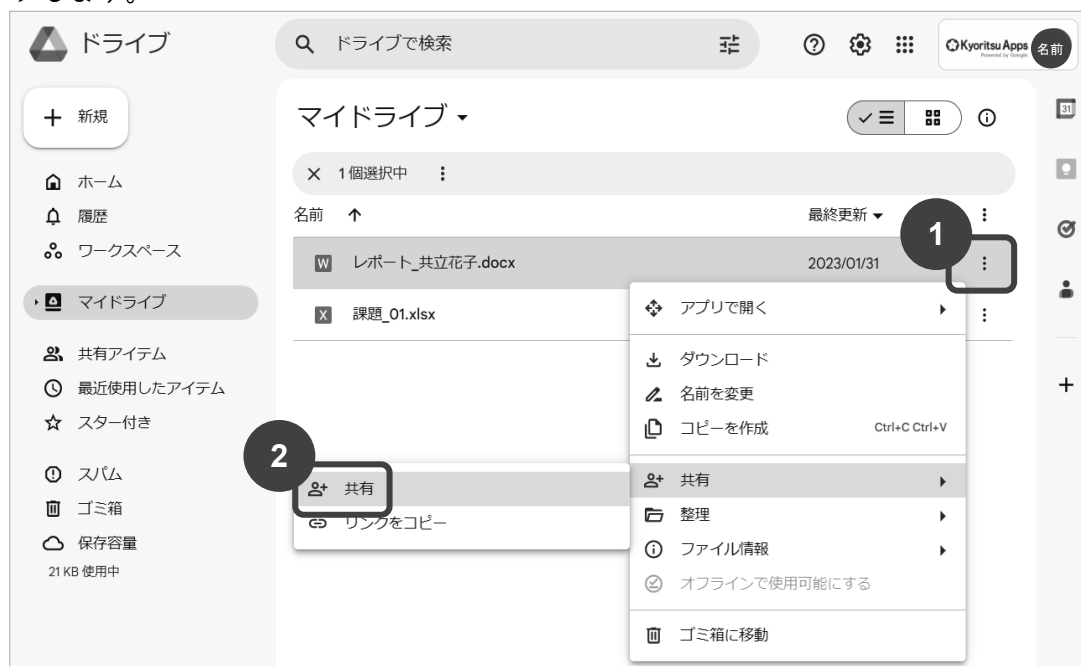 クします。
ドライブ
ドライブで検索
Kyoritsu Apps
Powered by Google
名前
新規
マイドライブ
31
ホーム
1個選択中
履歴
名前
最終更新
1
ワークスペース
W レポート_共立花子.docx 2023/01/31
マイドライブ
X 課題_01.xlsx
アプリで開く
共有アイテム
ダウンロード
最近使用したアイテム
名前を変更
スター付き
コピーを作成 Ctrl+C Ctrl+V
2
スパム
共有
共有
ゴミ箱
リンクをコピー
整理
保存容量
ファイル情報
21 KB 使用中
オフラインで使用可能にする
ゴミ箱に移動